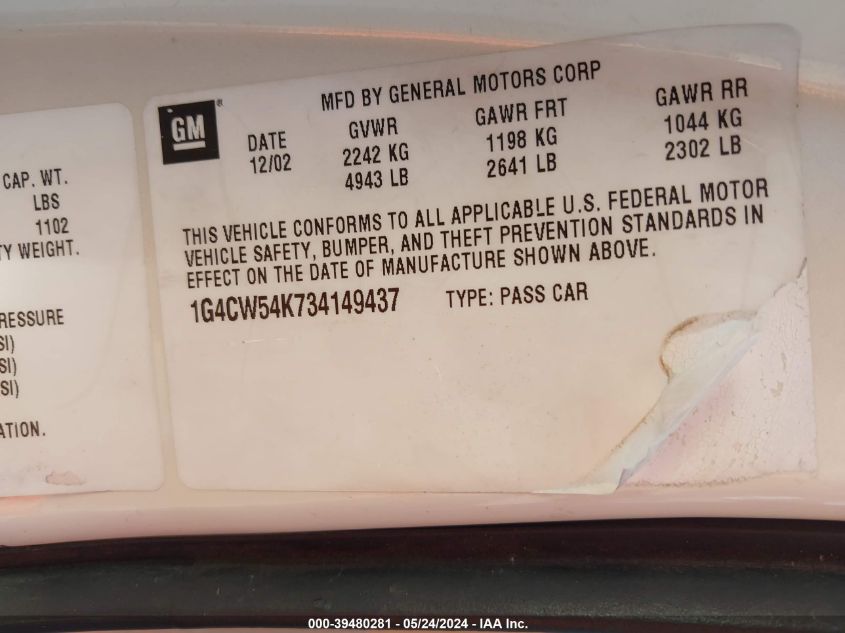 CAP. WT.
LBS
1102
TY WEIGHT.
RESSURE
SI)
SI)
SI)
ATION.
GM ®
MFD BY GENERAL MOTORS CORP
DATE GVWR GAWR FRT GAWR RR
12/02 2242 KG 1198 KG 1044 KG
4943 LB 2641 LB 2302 LB
THIS VEHICLE CONFORMS TO ALL APPLICABLE U.S. FEDERAL MOTOR
VEHICLE SAFETY, BUMPER, AND THEFT PREVENTION STANDARDS IN
EFFECT ON THE DATE OF MANUFACTURE SHOWN ABOVE.
1G4CW54K734149437 TYPE: PASS CAR
000-39480281 - 05/24/2024 - IAA Inc.